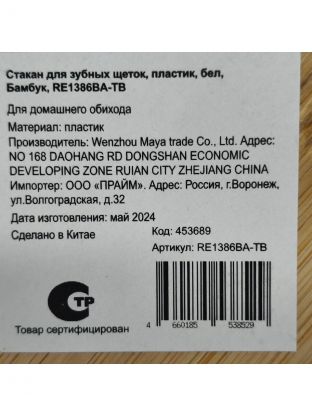 Стакан для зубных щеток, пластик, бел,
Бамбук, RE1386BA-TB
Для домашнего обихода
Материал: пластик
Производитель: Wenzhou Maya trade Co., Ltd. Адрес:
NO 168 DAOHANG RD DONGSHAN ECONOMIC
DEVELOPING ZONE RUIAN CITY ZHEJIANG CHINA
Импортер: ООО «ПРАЙМ». Адрес: Россия, г.Воронеж,
ул.Волгоградская, д.32
Дата изготовления: май 2024
Сделано в Китае
Код: 453689
Артикул: RE1386BA-TB
СТР
Товар сертифицирован
4 660185 538529